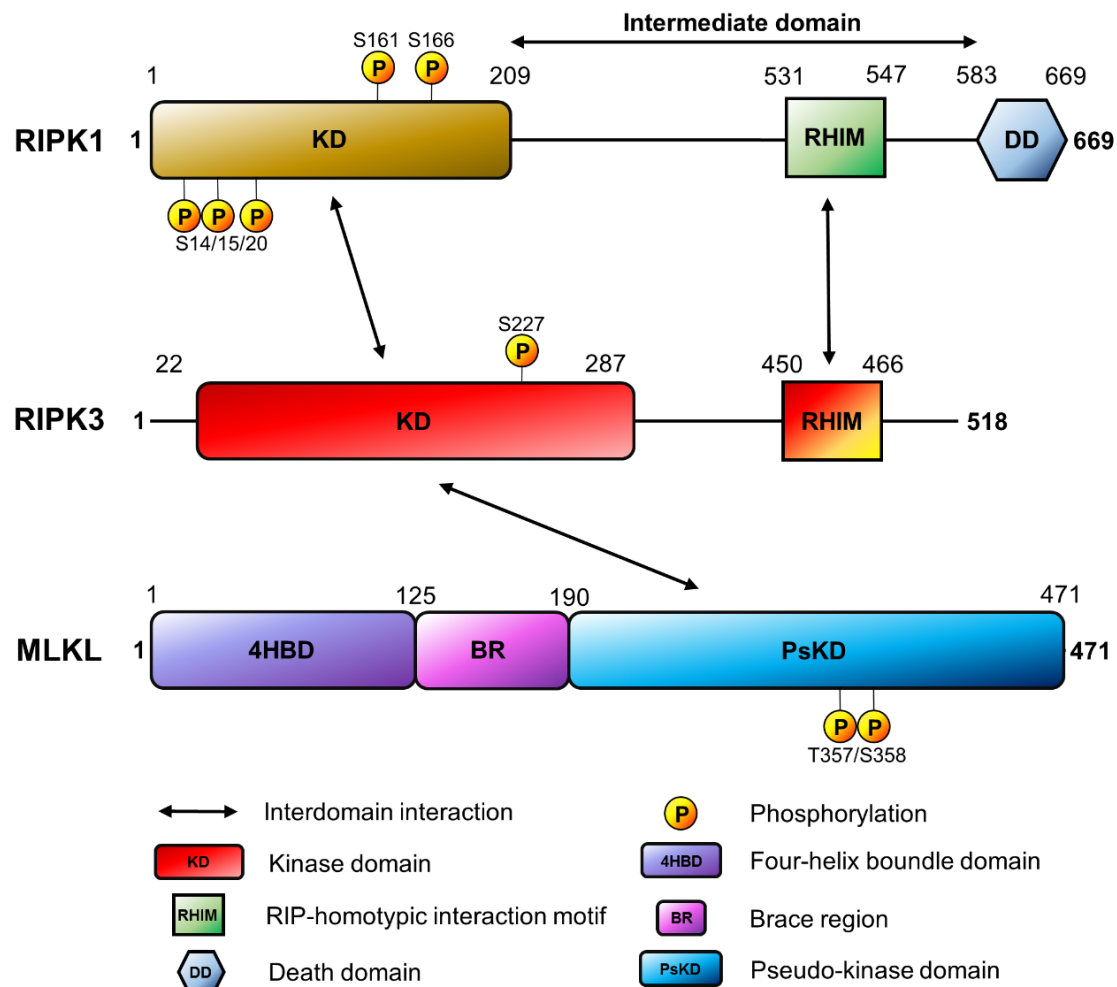 Intermediate domain
S161 S166
1 209 531 547 583 669
RIPK1 1 KD RHIM DD 669
P P
P P P
S14/15/20
S227
P
22 287 450 466
RIPK3 1 KD RHIM 518
1 125 190 471
MLKL 1 4HBD BR PsKD 471
P P
T357/S358
Interdomain interaction
P Phosphorylation
KD Kinase domain
4HBD Four-helix boundle domain
RHIM RIP-homotypic interaction motif
BR Brace region
DD Death domain
PsKD Pseudo-kinase domain